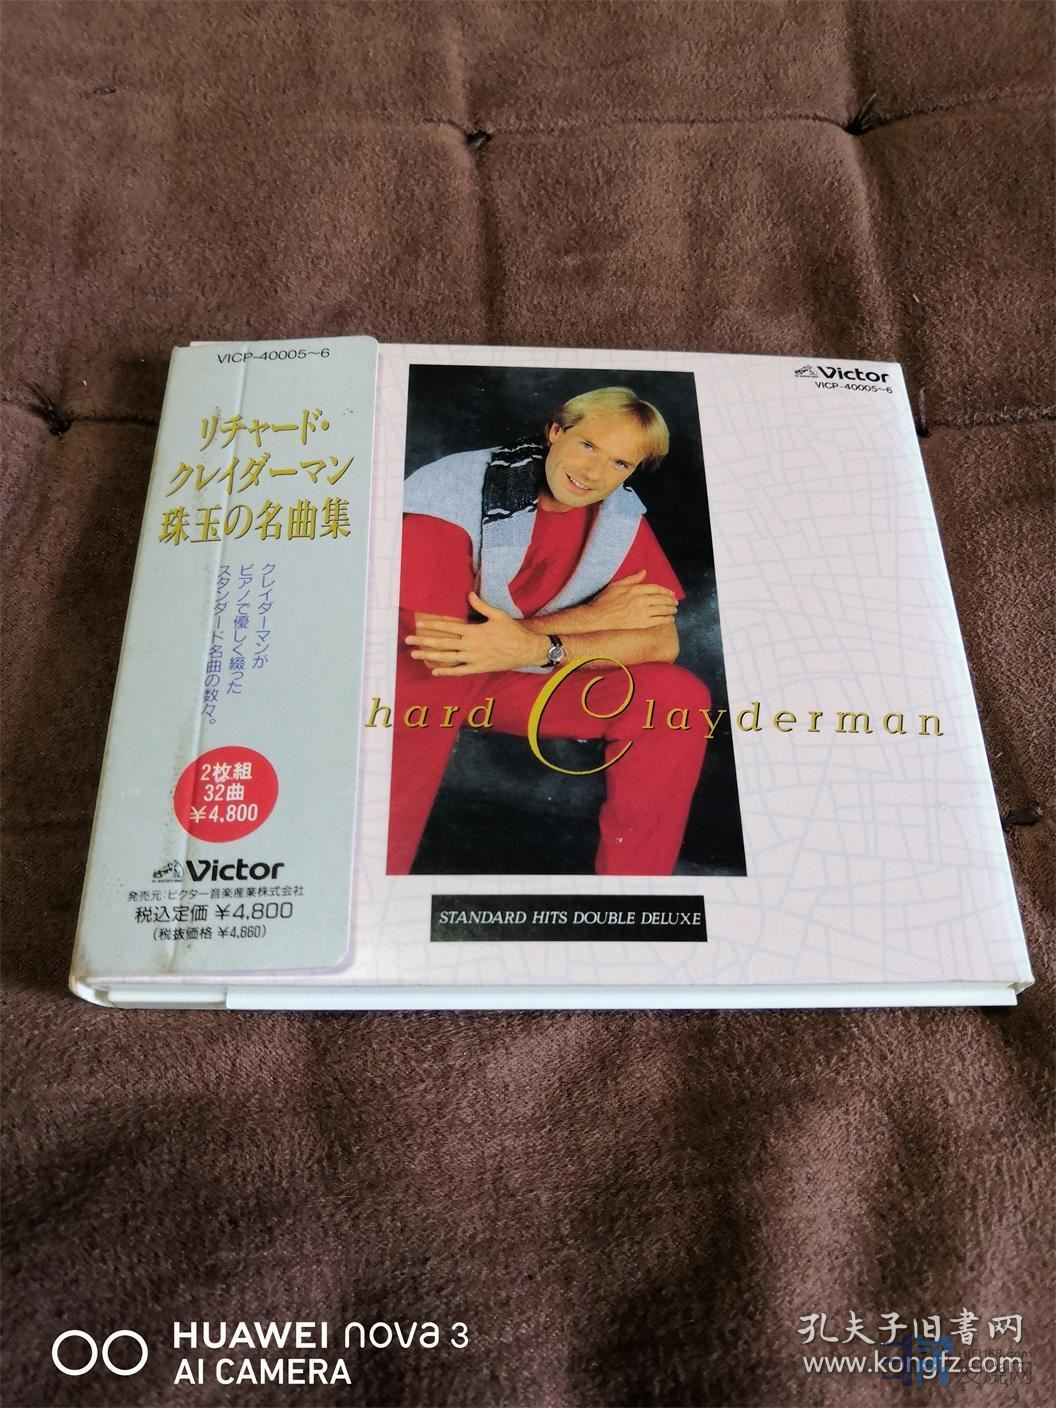 VICP-40005~6
リチャード・
クレイダーマン
珠玉の名曲集
クレイダーマンが
ピアノで優しく綴った
スタンダード名曲の数々。
2枚組
32曲
¥4,800
Victor
発売元:ビクター音楽産業株式会社
税込定価 ¥4,800
(税抜価格 ¥4,660)
Victor
VICP-40005~6
hard Clayderman
STANDARD HITS DOUBLE DELUXE
HUAWEI nova 3
AI CAMERA
孔夫子旧書网
www.kongfz.com
HIFI168.com
发烧网